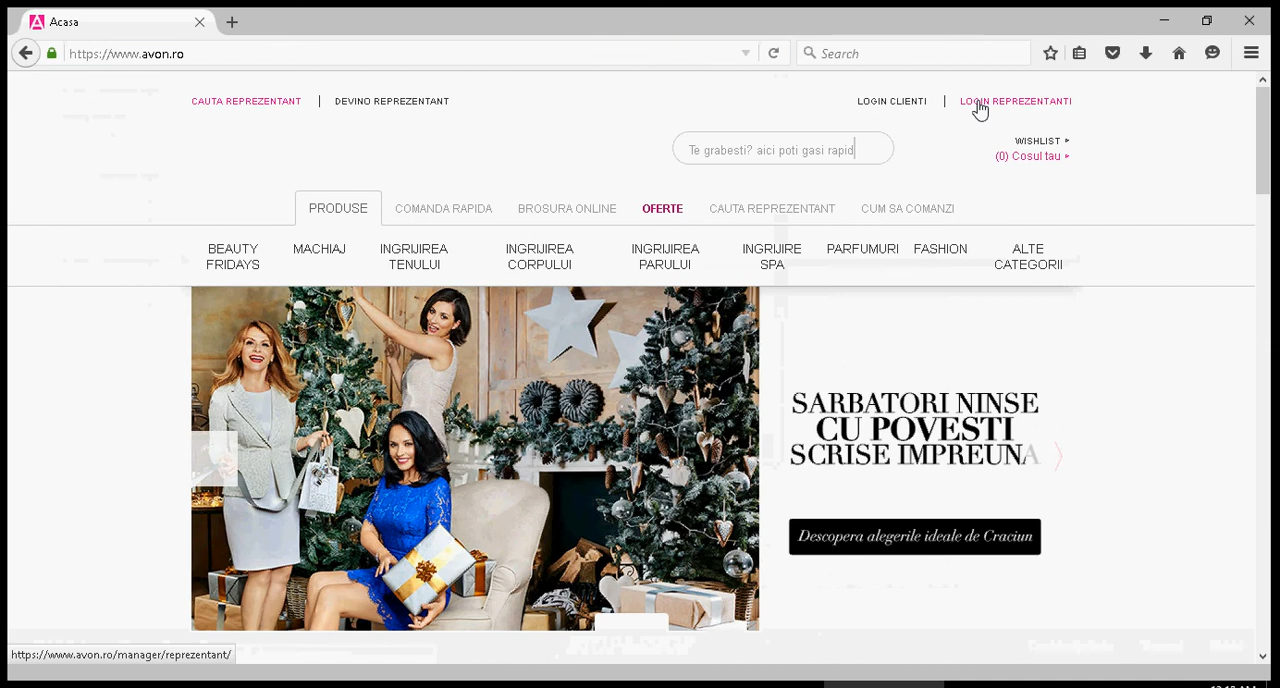 Acasa
https://www.avon.ro
Search
CAUTA REPREZENTANT | DEVINO REPREZENTANT
LOGIN CLIENTI | LOGIN REPREZENTANTI
Te grabesti? aici poti gasi rapid
WISHLIST
(0) Cosul tau
PRODUSE COMANDA RAPIDA BROSURA ONLINE OFERTE CAUTA REPREZENTANT CUM SA COMANZI
BEAUTY FRIDAYS
MACHIAJ
INGRIJIREA TENULUI
INGRIJIREA CORPULUI
INGRIJIREA PARULUI
INGRIJIRE SPA
PARFUMURI
FASHION
ALTE CATEGORII
SARBATORI NINSE
CU POVESTI
SCRISE IMPREUNA
Descopera alegerile ideale de Craciun
https://www.avon.ro/manager/reprezentant/